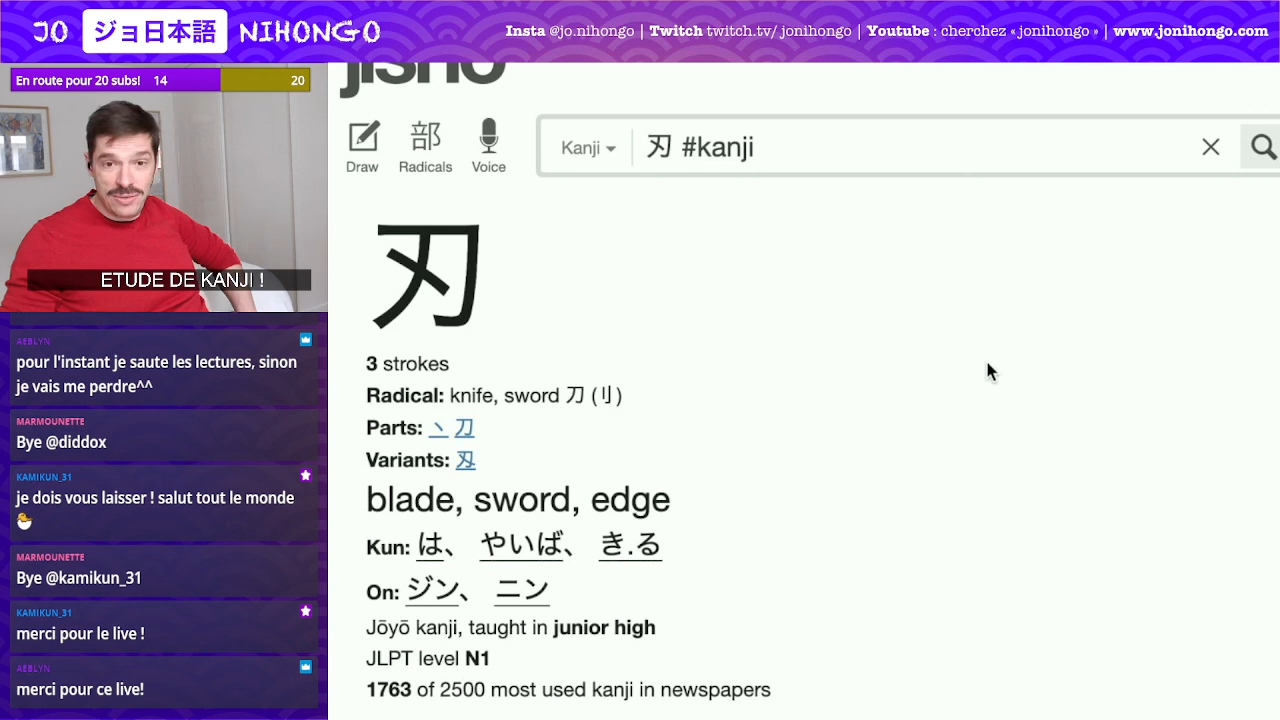 JO ジョ日本語 NIHONGO
Insta @jo.nihongo | Twitch twitch.tv/jonihongo | Youtube : cherchez « jonihongo » | www.jonihongo.com
En route pour 20 subs! 14 20
ETUDE DE KANJI !
AEBLYN
pour l'instant je saute les lectures, sinon
je vais me perdre^^
MARMOUNETTE
Bye @diddox
KAMIKUN_31
je dois vous laisser ! salut tout le monde
🐣
MARMOUNETTE
Bye @kamikun_31
KAMIKUN_31
merci pour le live !
AEBLYN
merci pour ce live!
jisho
Draw
部
Radicals
Voice
Kanji
刃 #kanji
刃
3 strokes
Radical: knife, sword 刀 (刂)
Parts: 丶 刀
Variants: 刄
blade, sword, edge
Kun: は、 やいば、 き.る
On: ジン、 ニン
Jōyō kanji, taught in junior high
JLPT level N1
1763 of 2500 most used kanji in newspapers